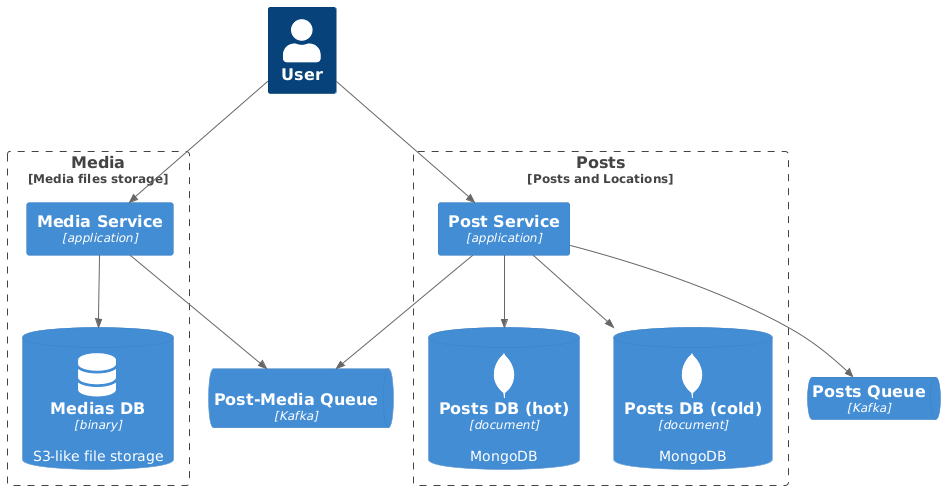 User
Media
[Media files storage]
Posts
[Posts and Locations]
Media Service
[application]
Post Service
[application]
Medias DB
[binary]
S3-like file storage
Post-Media Queue
[Kafka]
Posts DB (hot)
[document]
MongoDB
Posts DB (cold)
[document]
MongoDB
Posts Queue
[Kafka]